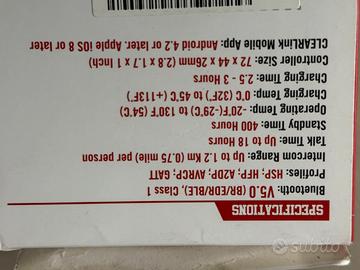 SPECIFICATIONS
Bluetooth: V5.0 (BR/EDR/BLE), Class 1
Profiles: HSP, HFP, A2DP, AVRCP, GATT
Intercom Range: Up to 1.2 km (0.75 mile) per person
Talk Time: Up to 18 Hours
Standby Time: 400 Hours
Operating Temp: -20˚F(-29˚C) to 130˚F (54˚C)
Charging Temp: 0˚C (32F) to 45˚C (+113F)
Charging Time: 2.5 - 3 Hours
Controller Size: 72 x 44 x 26mm (2.8 x 1.7 x 1 Inch)
CLEARLink Mobile App: Android 4.2 or later. Apple iOS 8 or later
subito